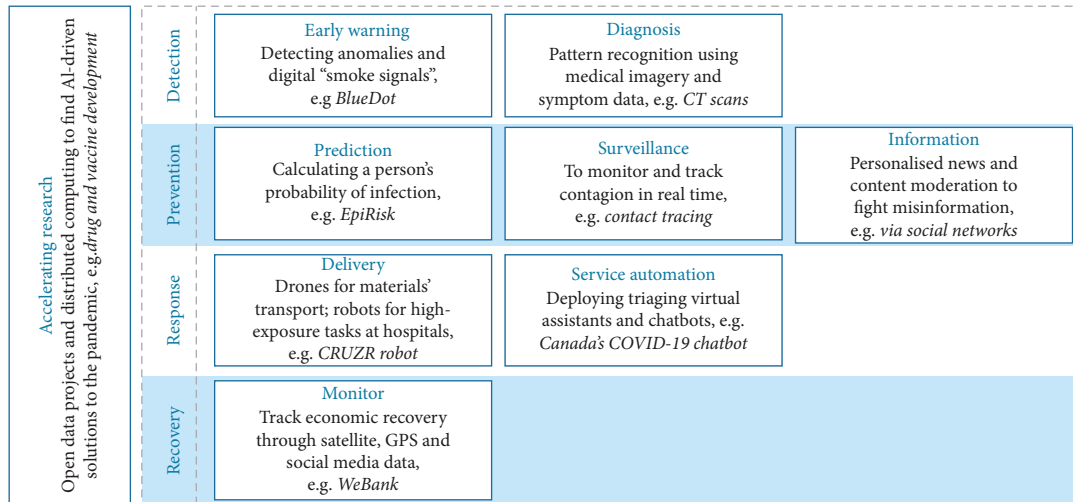 Accelerating research
Open data projects and distributed computing to find AI-driven
solutions to the pandemic, e.g.drug and vaccine development
Detection
Early warning
Detecting anomalies and
digital “smoke signals”,
e.g BlueDot
Diagnosis
Pattern recognition using
medical imagery and
symptom data, e.g. CT scans
Prevention
Prediction
Calculating a person's
probability of infection,
e.g. EpiRisk
Surveillance
To monitor and track
contagion in real time,
e.g. contact tracing
Information
Personalised news and
content moderation to
fight misinformation,
e.g. via social networks
Response
Delivery
Drones for materials'
transport; robots for high-
exposure tasks at hospitals,
e.g. CRUZR robot
Service automation
Deploying triaging virtual
assistants and chatbots, e.g.
Canada's COVID-19 chatbot
Recovery
Monitor
Track economic recovery
through satellite, GPS and
social media data,
e.g. WeBank